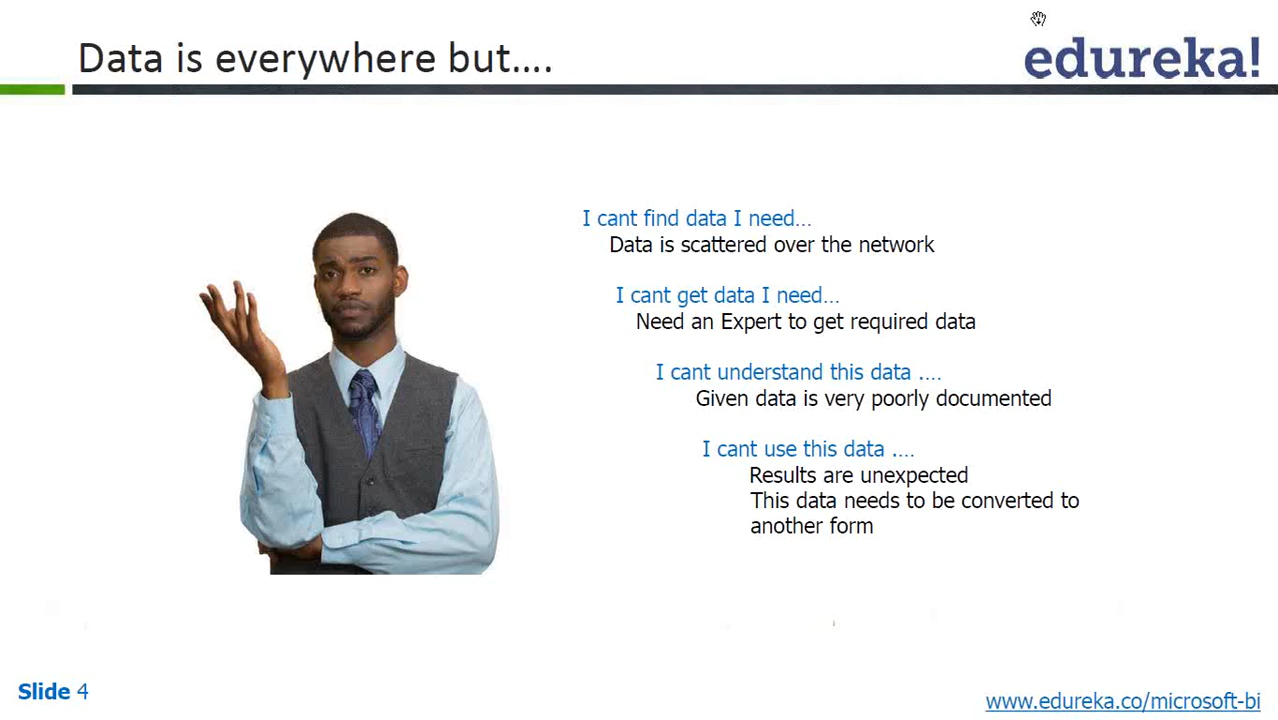 Data is everywhere but....
edureka!
I cant find data I need...
Data is scattered over the network
I cant get data I need...
Need an Expert to get required data
I cant understand this data ....
Given data is very poorly documented
I cant use this data ....
Results are unexpected
This data needs to be converted to
another form
Slide 4
www.edureka.co/microsoft-bi